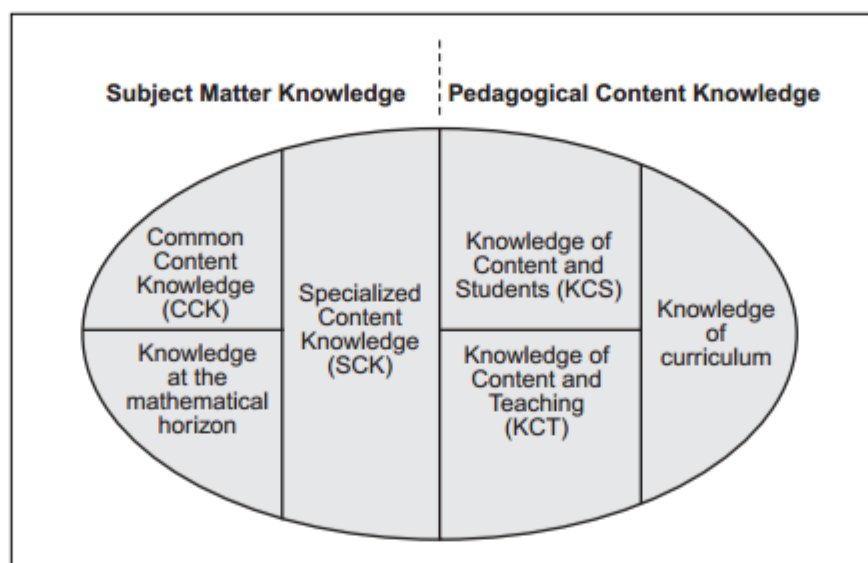 Subject Matter Knowledge
Pedagogical Content Knowledge
Common
Content
Knowledge
(CCK)
Knowledge
at the
mathematical
horizon
Specialized
Content
Knowledge
(SCK)
Knowledge of
Content and
Students (KCS)
Knowledge of
Content and
Teaching
(KCT)
Knowledge
of
curriculum